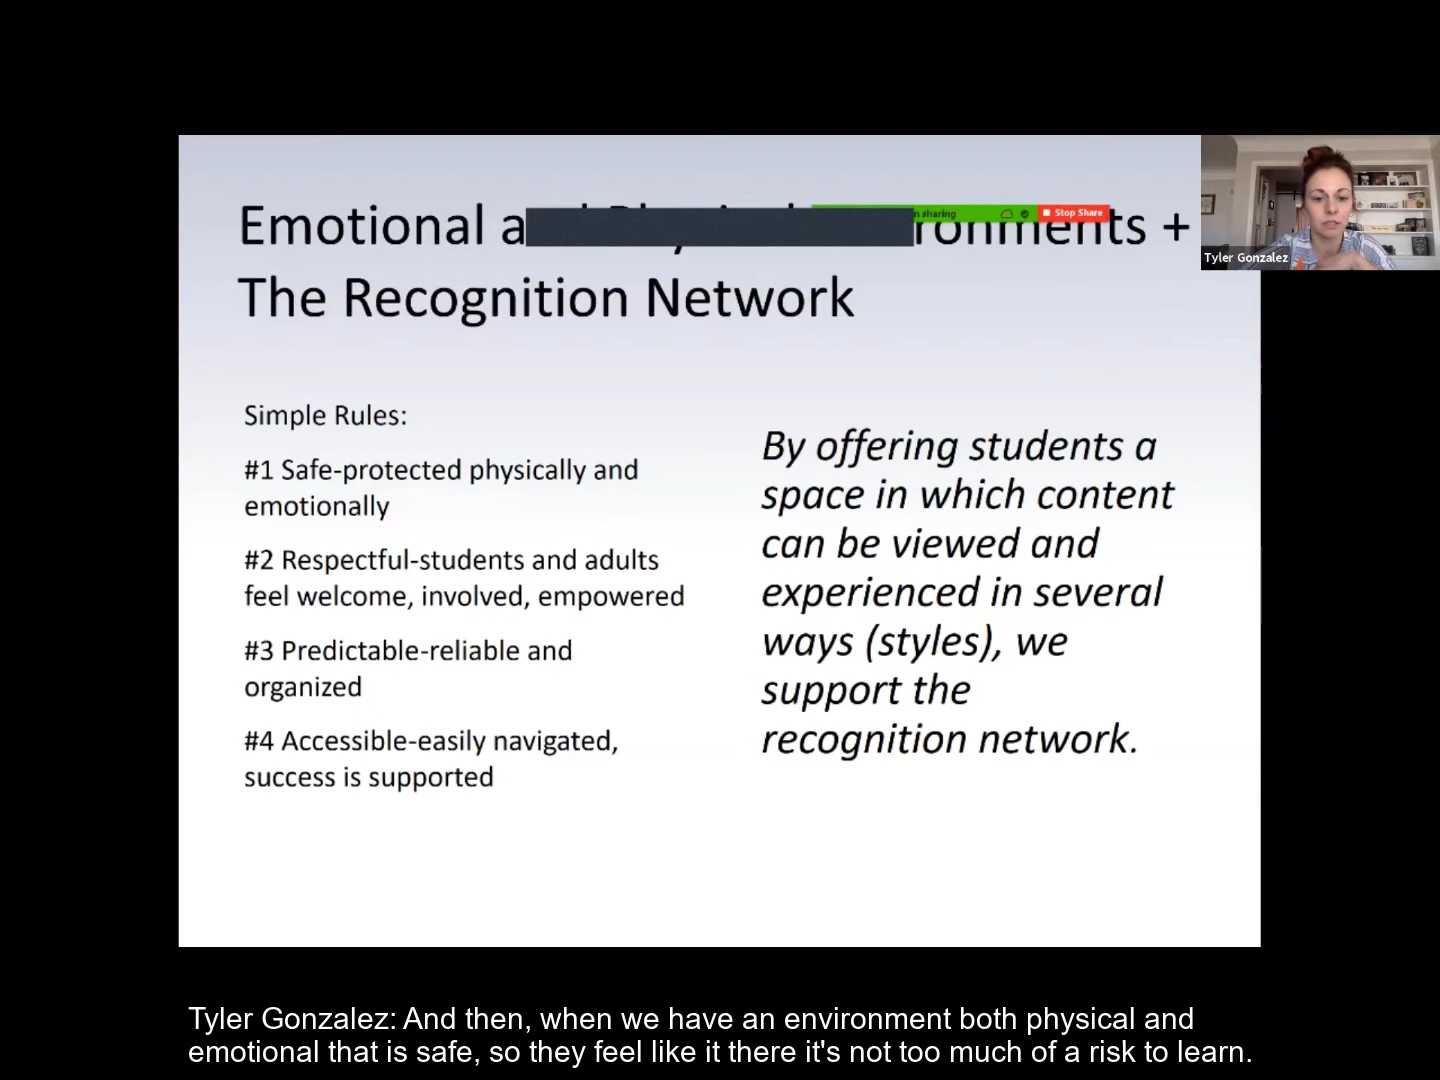 Emotional a ronments +
The Recognition Network
n sharing
Stop Share
Tyler Gonzalez
Simple Rules:
#1 Safe-protected physically and
emotionally
#2 Respectful-students and adults
feel welcome, involved, empowered
#3 Predictable-reliable and
organized
#4 Accessible-easily navigated,
success is supported
By offering students a
space in which content
can be viewed and
experienced in several
ways (styles), we
support the
recognition network.
Tyler Gonzalez: And then, when we have an environment both physical and
emotional that is safe, so they feel like it there it's not too much of a risk to learn.